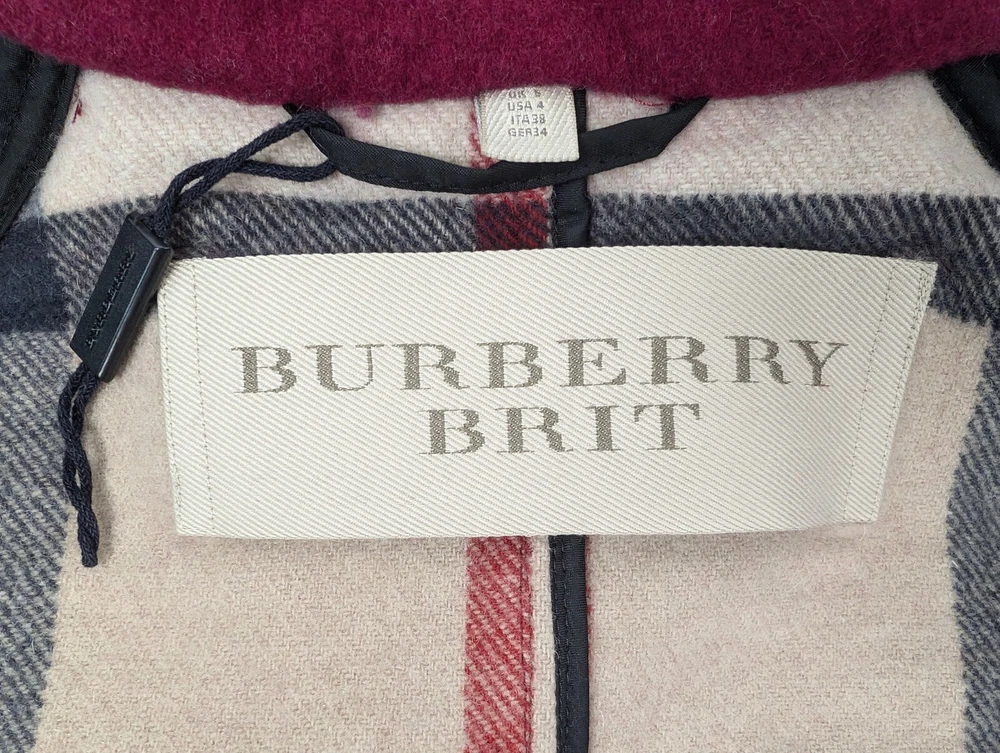 UK 6
USA 4
ITA38
GER34
BURBERRY
BRIT